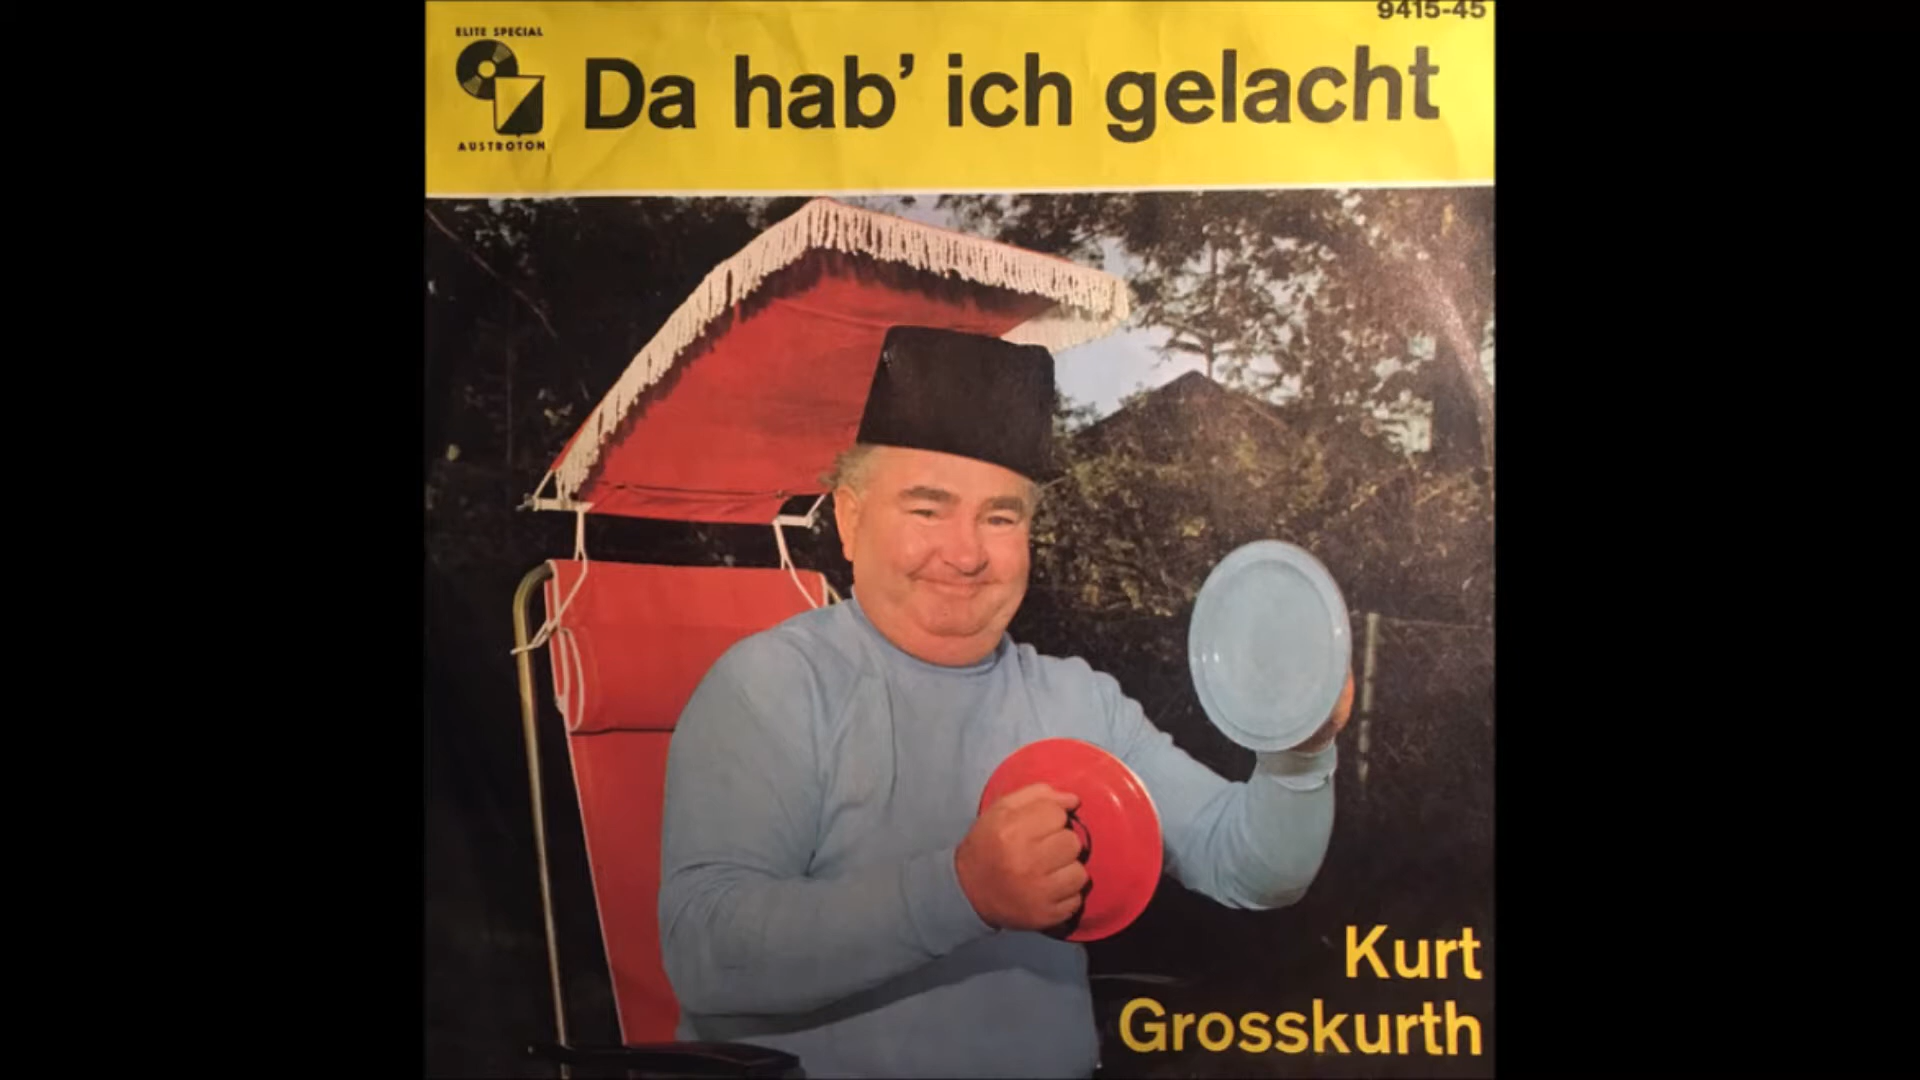 9415-45
ELITE SPECIAL
Da hab' ich gelacht
AUSTROTON
Kurt
Grosskurth